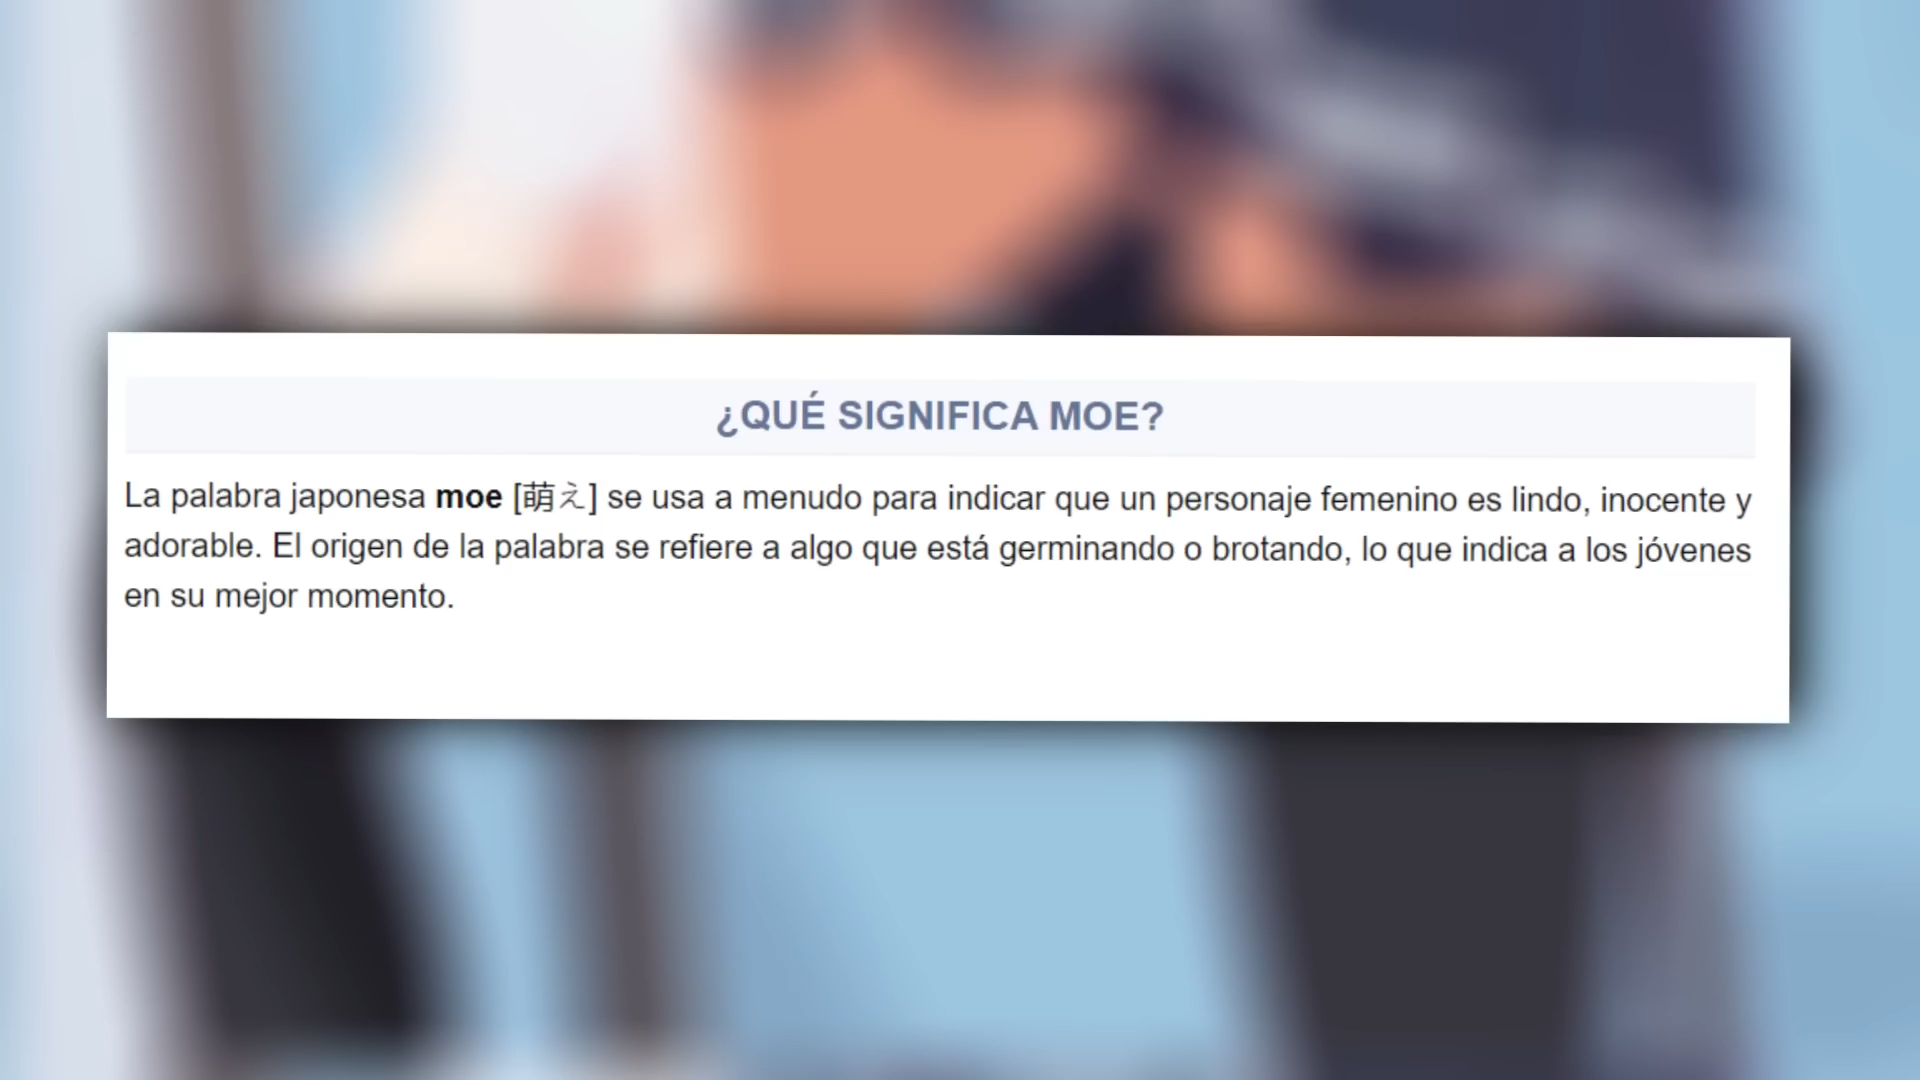 ¿QUÉ SIGNIFICA MOE?
La palabra japonesa moe [萌え] se usa a menudo para indicar que un personaje femenino es lindo, inocente y
adorable. El origen de la palabra se refiere a algo que está germinando o brotando, lo que indica a los jóvenes
en su mejor momento.